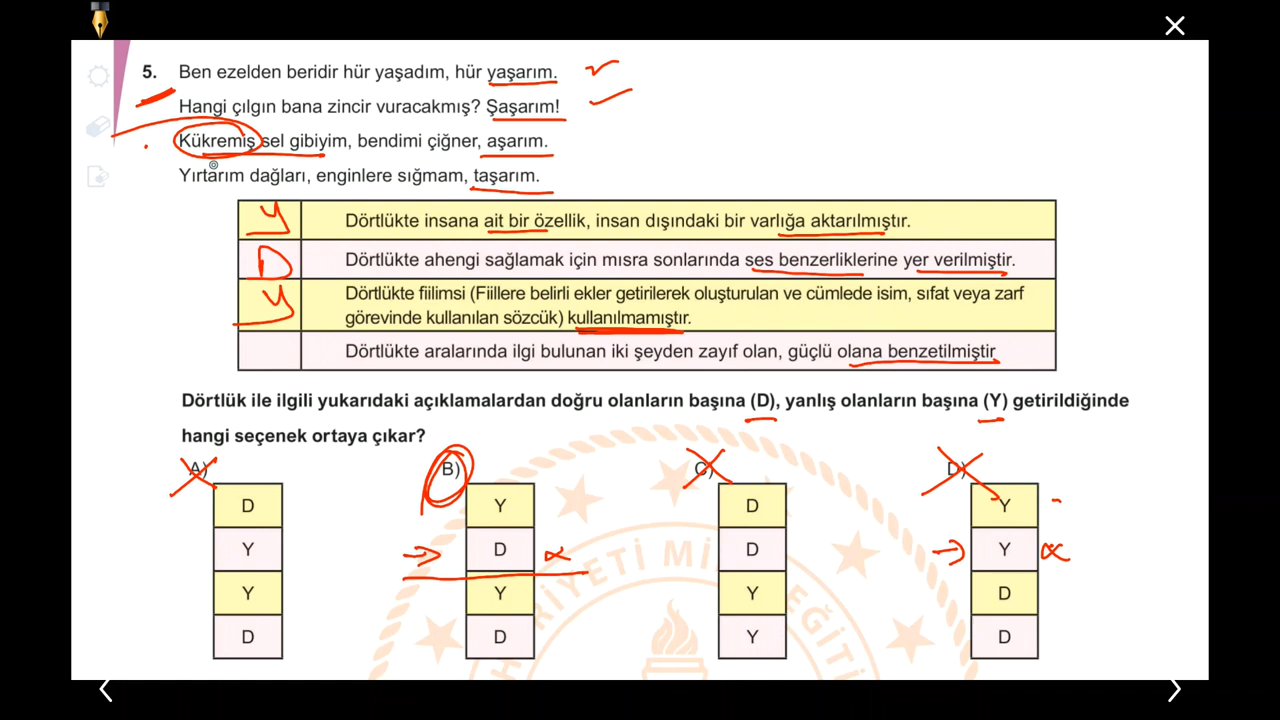 5. Ben ezelden beridir hür yaşadım, hür yaşarım.
Hangi çılgın bana zincir vuracakmış? Şaşarım!
Kükremiş sel gibiyim, bendimi çiğner, aşarım.
Yırtarım dağları, enginlere sığmam, taşarım.
Y Dörtlükte insana ait bir özellik, insan dışındaki bir varlığa aktarılmıştır.
D Dörtlükte ahengi sağlamak için mısra sonlarında ses benzerliklerine yer verilmiştir.
Y Dörtlükte fiilimsi (Fiillere belirli ekler getirilerek oluşturulan ve cümlede isim, sıfat veya zarf
görevinde kullanılan sözcük) kullanılmamıştır.
Dörtlükte aralarında ilgi bulunan iki şeyden zayıf olan, güçlü olana benzetilmiştir
Dörtlük ile ilgili yukarıdaki açıklamalardan doğru olanların başına (D), yanlış olanların başına (Y) getirildiğinde
hangi seçenek ortaya çıkar?
A) B) C) D)
D Y D Y
Y D D Y
Y Y Y D
D D Y D